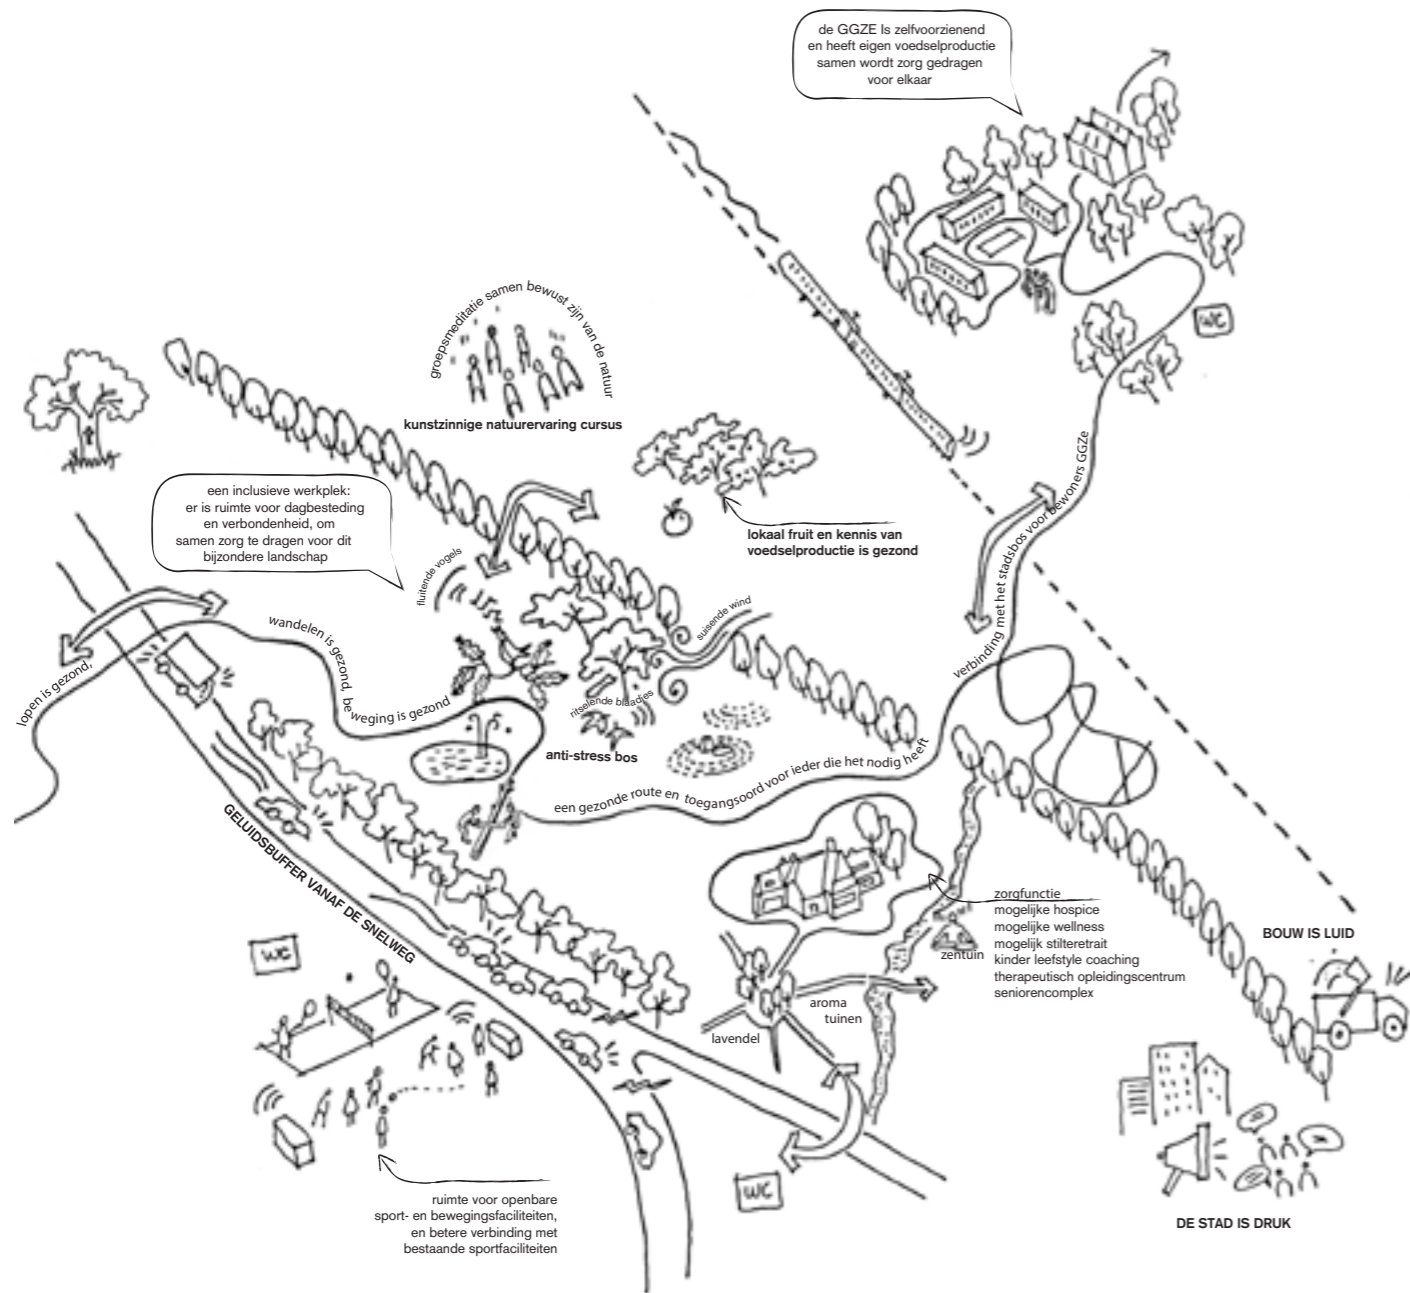 de GGZE Is zelfvoorzienend
en heeft eigen voedselproductie
samen wordt zorg gedragen
voor elkaar
WC
groepsmeditatie samen bewust zijn van de natuur
kunstzinnige natuurervaring cursus
een inclusieve werkplek:
er is ruimte voor dagbesteding
en verbondenheid, om
samen zorg te dragen voor dit
bijzondere landschap
lokaal fruit en kennis van
voedselproductie is gezond
fluitende vogels
suisende wind
ritselende blaadjes
anti-stress bos
lopen is gezond,
wandelen is gezond, beweging is gezond
een gezonde route en toegangsoord voor ieder die het nodig heeft
verbinding met het stadsbos voor bewoners GGZe
GELUIDSBUFFER VANAF DE SNELWEG
zorgfunctie
mogelijke hospice
mogelijke wellness
mogelijk stilteretrait
kinder leefstyle coaching
therapeutisch opleidingscentrum
seniorencomplex
zentuin
aroma
tuinen
lavendel
BOUW IS LUID
WC
WC
DE STAD IS DRUK
ruimte voor openbare
sport- en bewegingsfaciliteiten,
en betere verbinding met
bestaande sportfaciliteiten